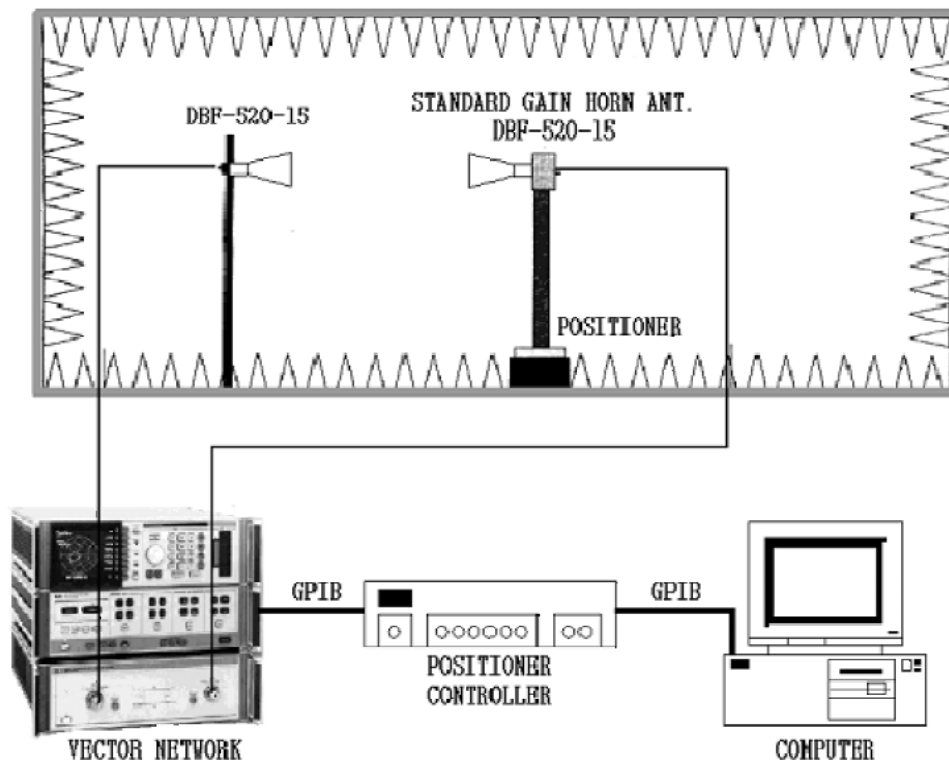 DBF-520-15
STANDARD GAIN HORN ANT.
DBF-520-15
POSITIONER
GPIB
GPIB
POSITIONER
CONTROLLER
VECTOR NETWORK
COMPUTER